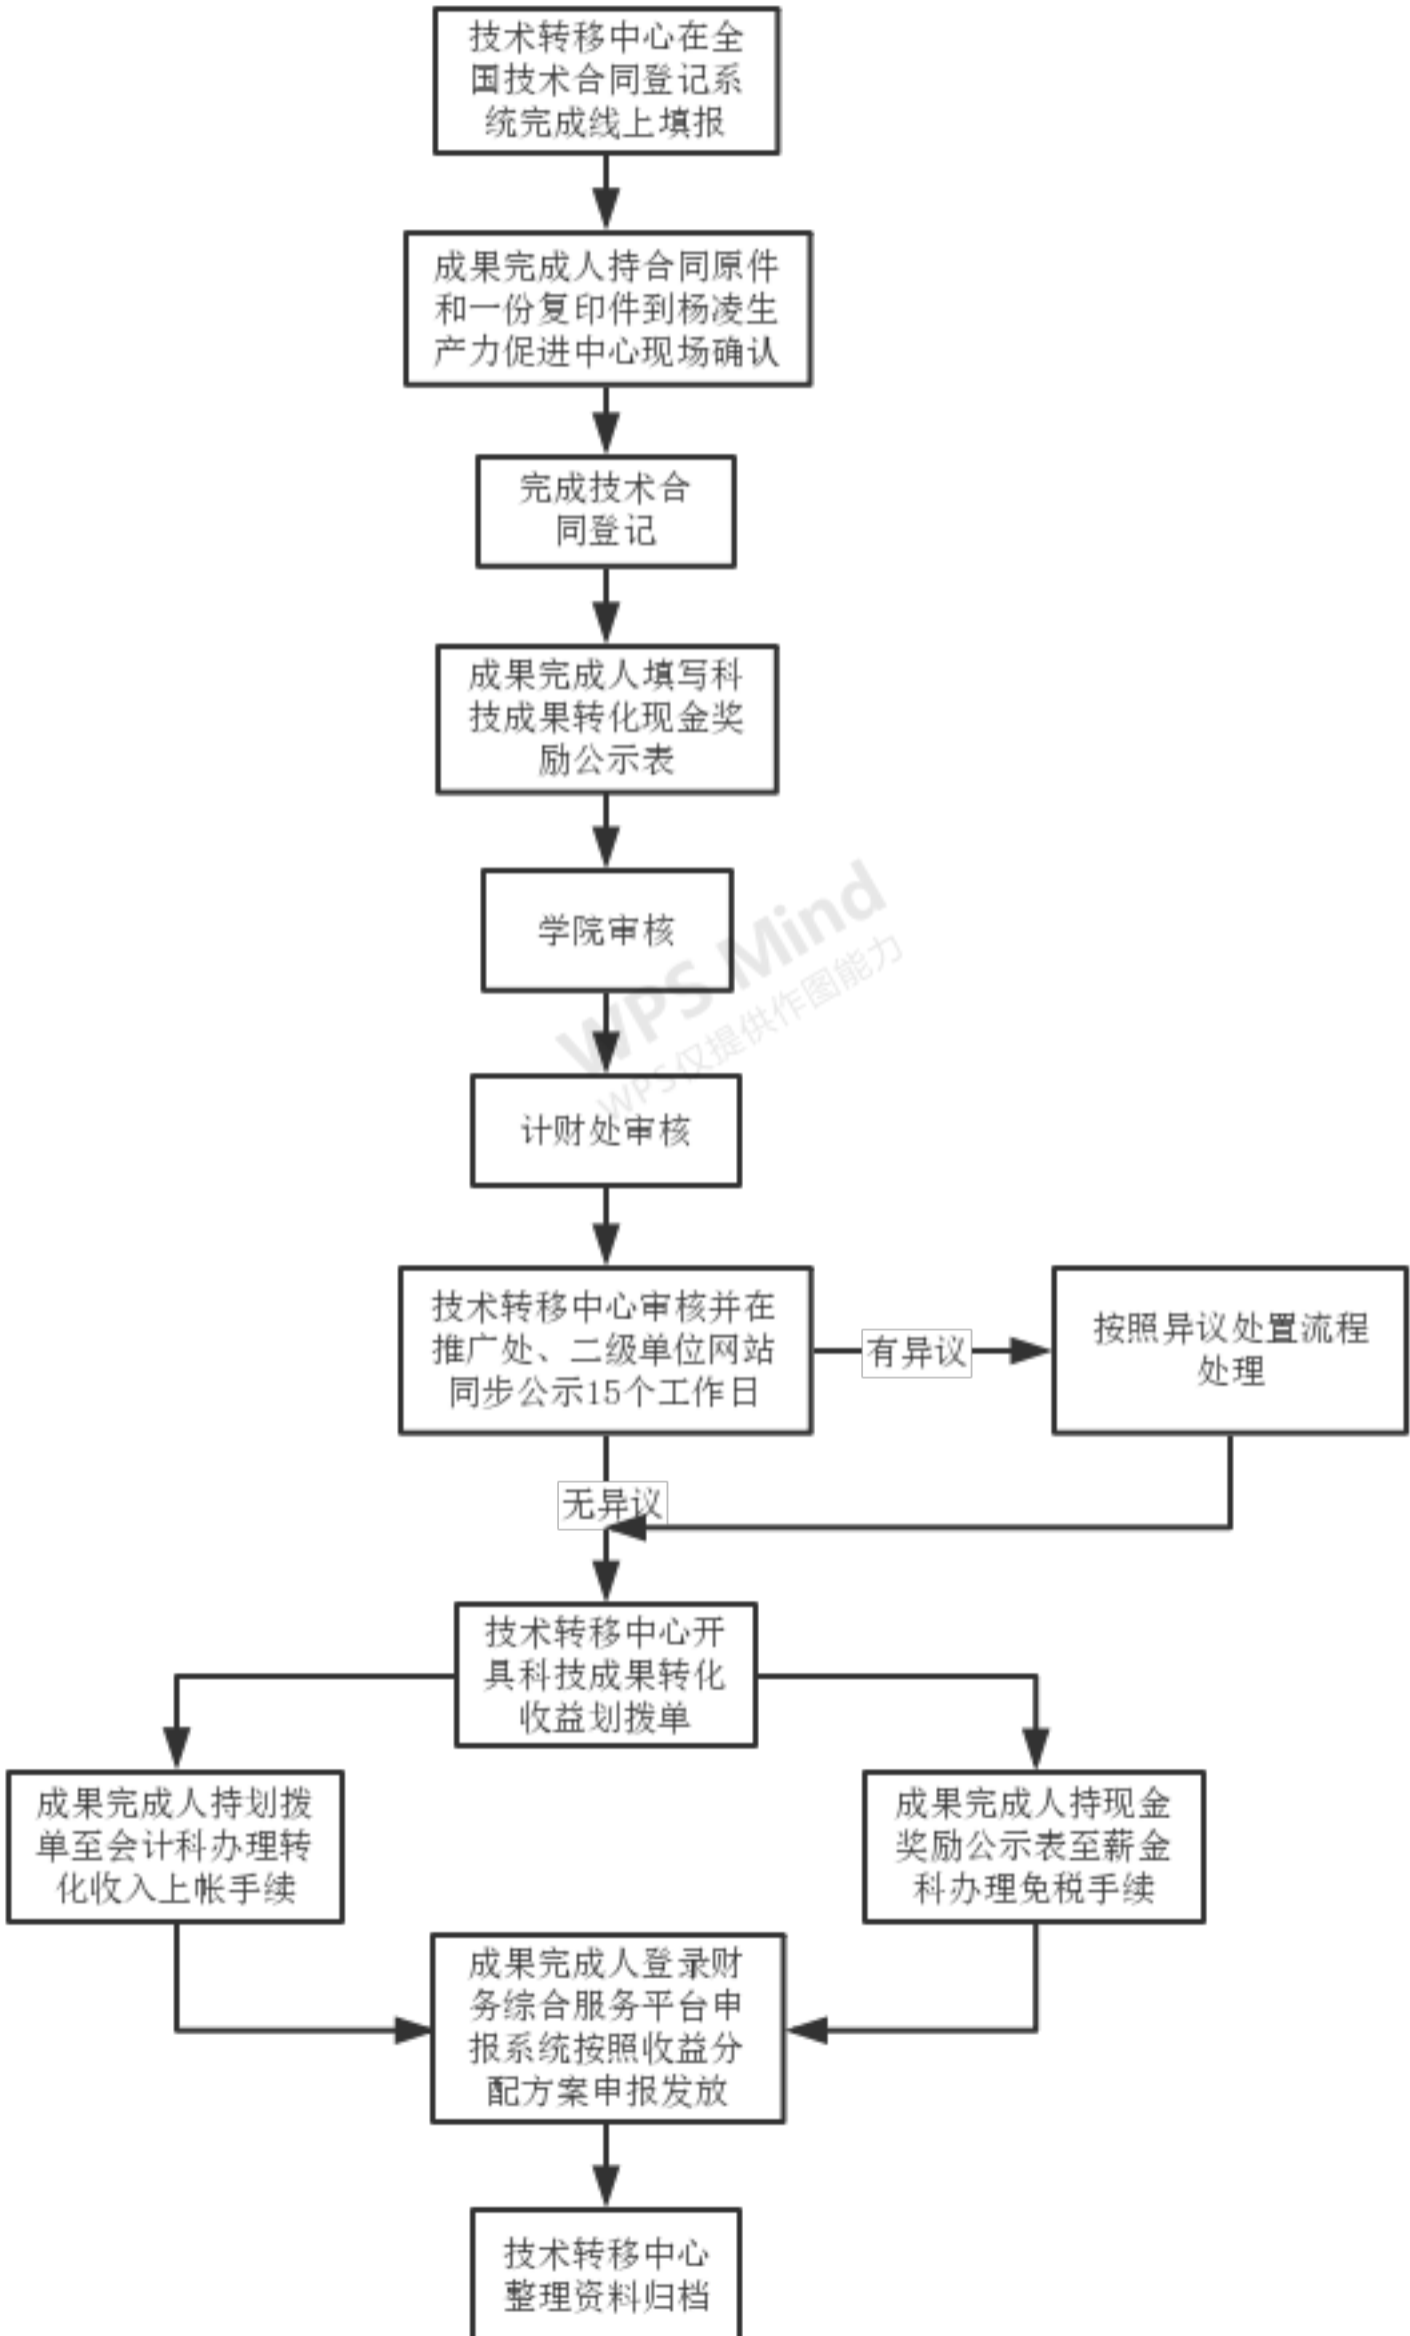 技术转移中心在全
国技术合同登记系
统完成线上填报
成果完成人持合同原件
和一份复印件到杨凌生
产力促进中心现场确认
完成技术合
同登记
成果完成人填写科
技成果转化现金奖
励公示表
学院审核
WPS Mind
WPS仅提供作图能力
计财处审核
技术转移中心审核并在
推广处、二级单位网站
同步公示15个工作日
有异议
按照异议处置流程
处理
无异议
技术转移中心开
具科技成果转化
收益划拨单
成果完成人持划拨
单至会计科办理转
化收入上帐手续
成果完成人持现金
奖励公示表至薪金
科办理免税手续
成果完成人登录财
务综合服务平台申
报系统按照收益分
配方案申报发放
技术转移中心
整理资料归档